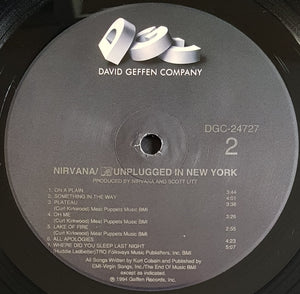 DGC
DAVID GEFFEN COMPANY
DGC-24727
2
NIRVANA/ MTV UNPLUGGED IN NEW YORK
PRODUCED BY NIRVANA AND SCOTT LITT
1. ON A PLAIN 3:44
2. SOMETHING IN THE WAY 4:01
3. PLATEAU 3:38
(Curt Kirkwood) Meat Puppets Music BMI
4. OH ME 3:26
(Curt Kirkwood) Meat Puppets Music BMI
5. LAKE OF FIRE 2:55
(Curt Kirkwood) Meat Puppets Music BMI
6. ALL APOLOGIES 4:23
7. WHERE DID YOU SLEEP LAST NIGHT 5:07
(Huddie Ledbetter) TRO Folkways Music Publishers, Inc. BMI
All Songs Written by Kurt Cobain and Published by
EMI-Virgin Songs, Inc./The End Of Music BMI
except as indicated.
℗ 1994 Geffen Records, Inc.